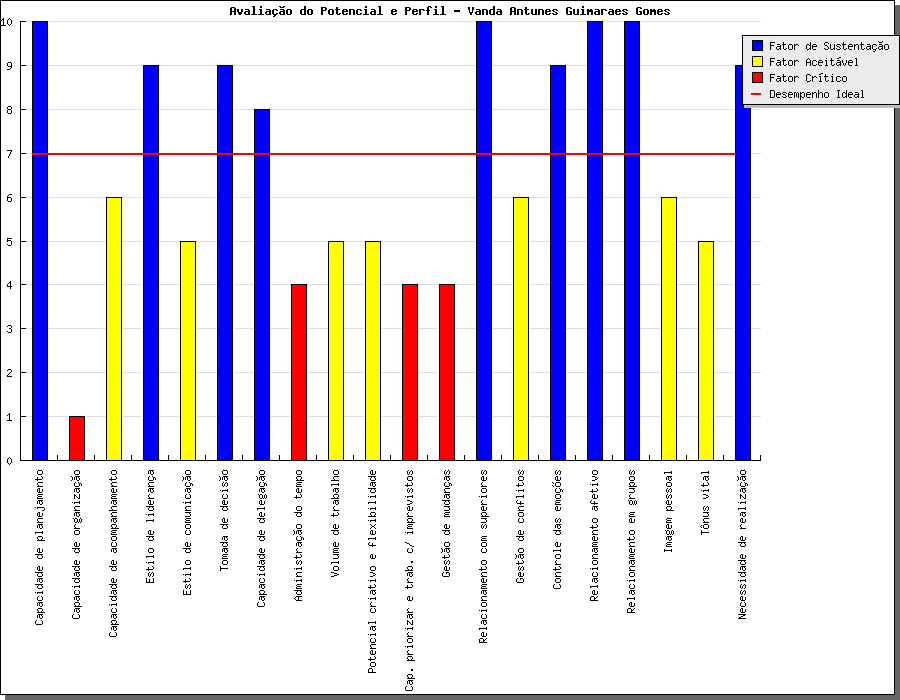 Avaliação do Potencial e Perfil - Vanda Antunes Guimaraes Gomes
10
9
8
7
6
5
4
3
2
1
0
Fator de Sustentação
Fator Aceitável
Fator Crítico
Desempenho Ideal
Capacidade de planejamento
Capacidade de organização
Capacidade de acompanhamento
Estilo de liderança
Estilo de comunicação
Tomada de decisão
Capacidade de delegação
Administração do tempo
Volume de trabalho
Potencial criativo e flexibilidade
Cap. priorizar e trab. c/ imprevistos
Gestão de mudanças
Relacionamento com superiores
Gestão de conflitos
Controle das emoções
Relacionamento afetivo
Relacionamento em grupos
Imagem pessoal
Tônus vital
Necessidade de realização